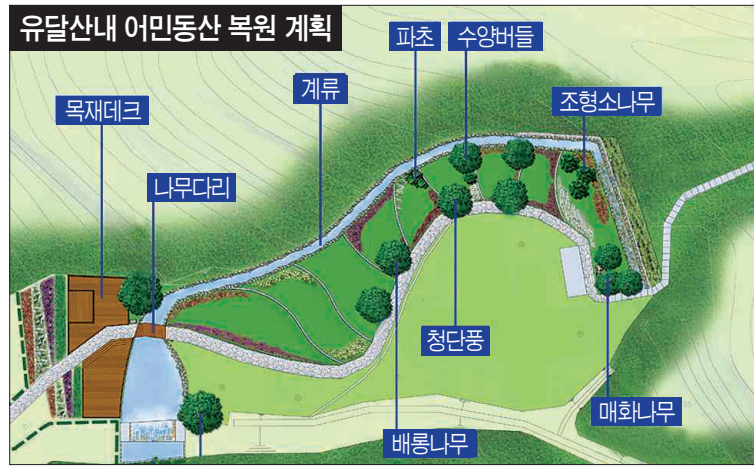 유달산내 어민동산 복원 계획
파초
수양버들
계류
조형소나무
목재데크
나무다리
청단풍
매화나무
배롱나무